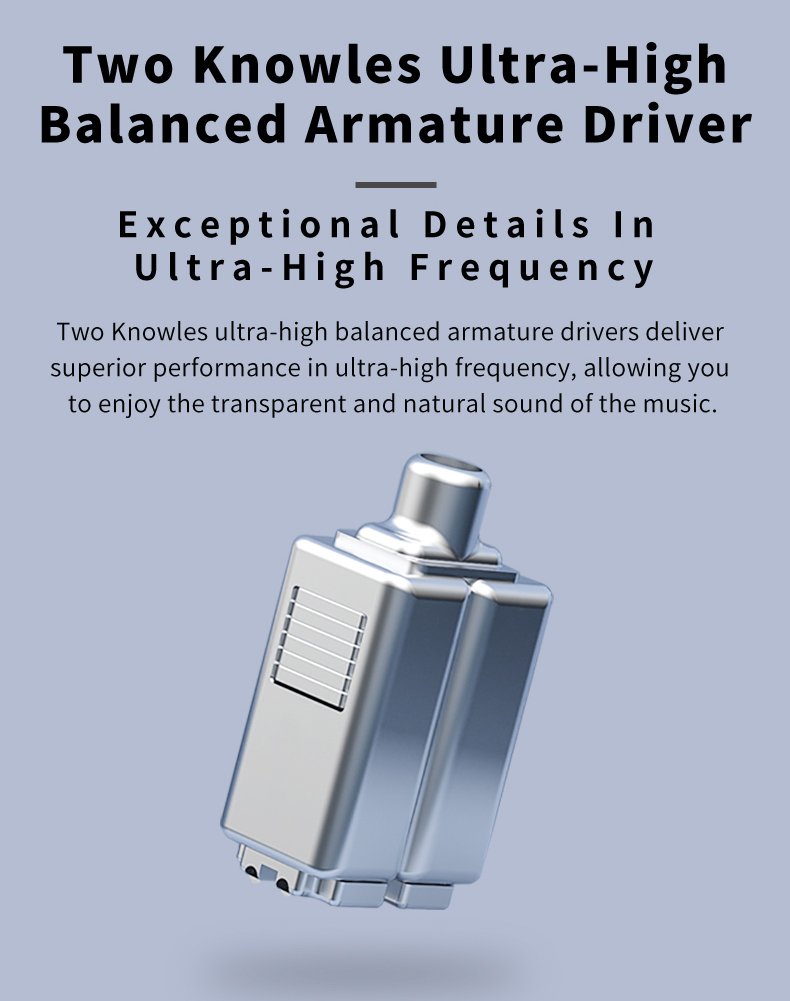 Two Knowles Ultra-High
Balanced Armature Driver
Exceptional Details In
Ultra-High Frequency
Two Knowles ultra-high balanced armature drivers deliver
superior performance in ultra-high frequency, allowing you
to enjoy the transparent and natural sound of the music.